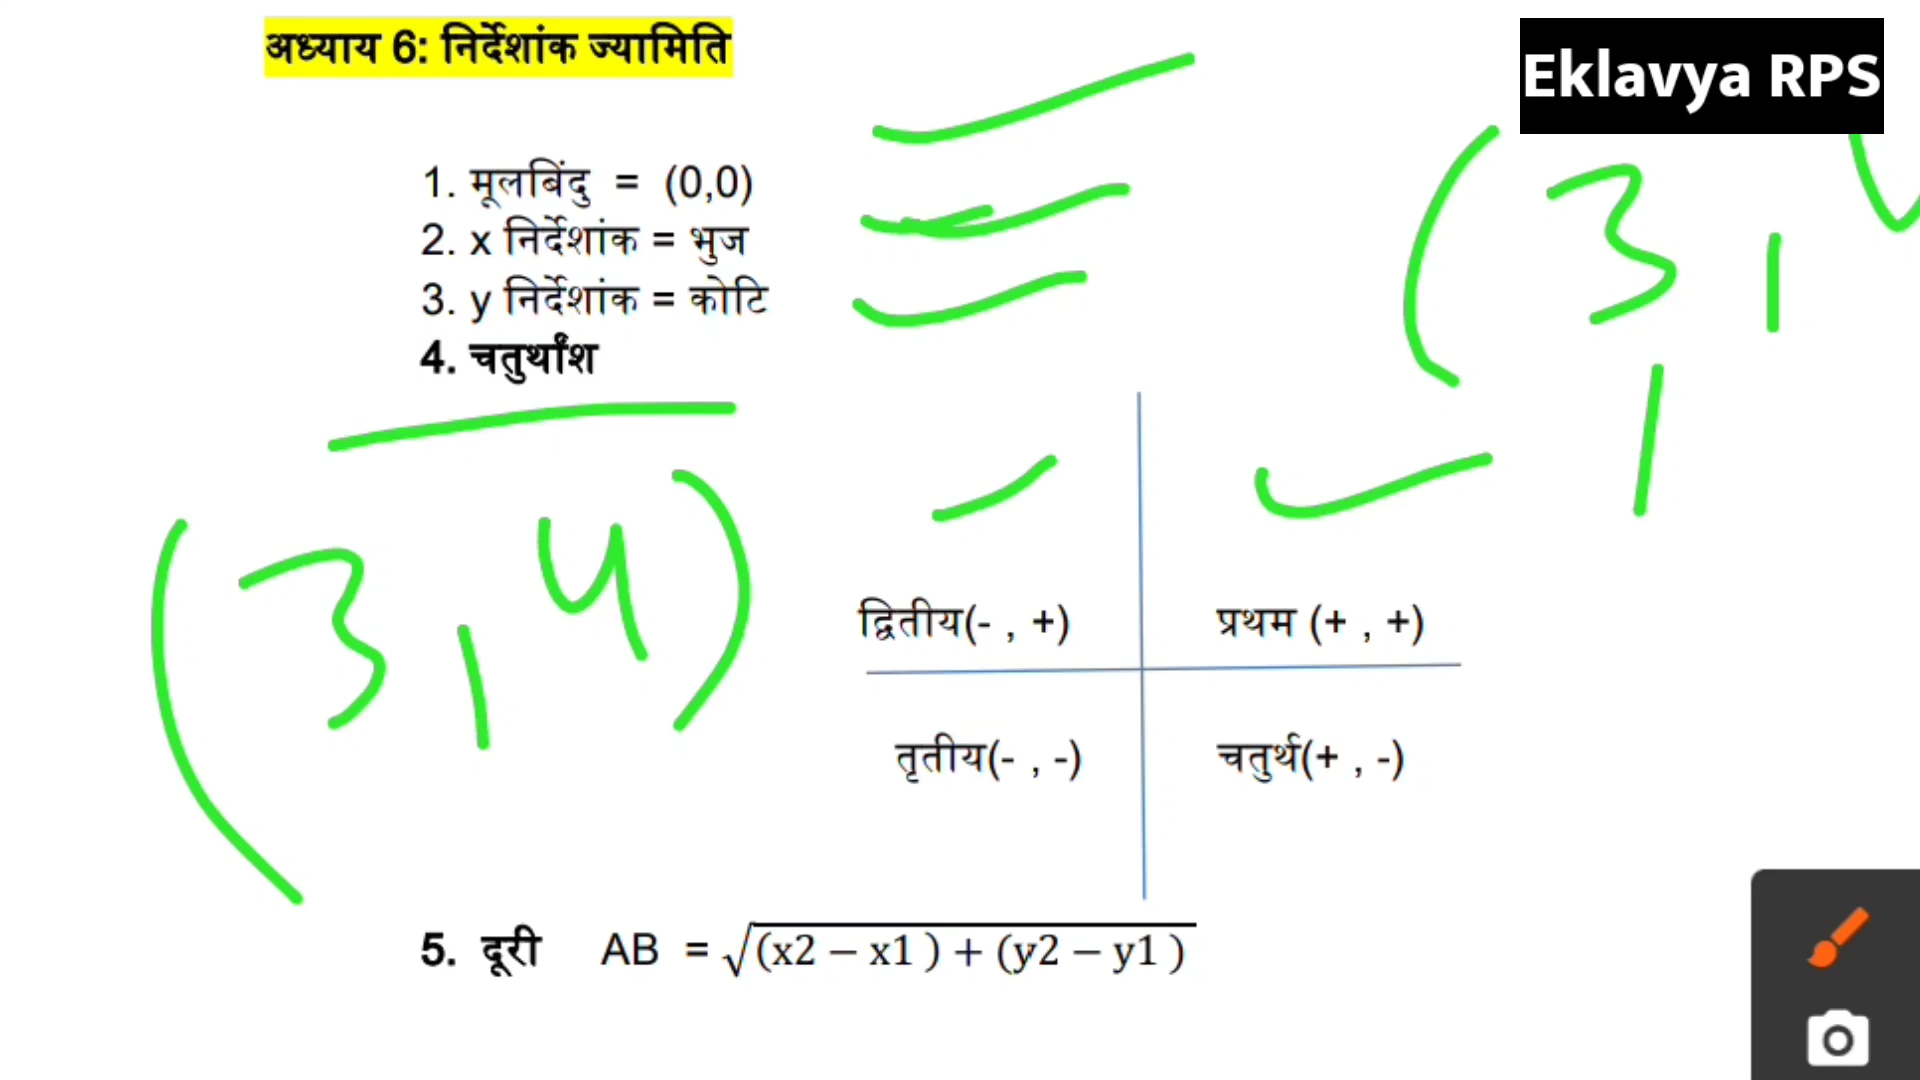 अध्याय 6: निर्देशांक ज्यामिति
Eklavya RPS
1. मूलबिंदु = (0,0)
2. x निर्देशांक = भुज
3. y निर्देशांक = कोटि
4. चतुर्थांश
(3,
(3,4)
द्वितीय(- , +) प्रथम (+ , +)
तृतीय(- , -) चतुर्थ(+ , -)
5. दूरी AB = √(x2 − x1 ) + (y2 − y1 )